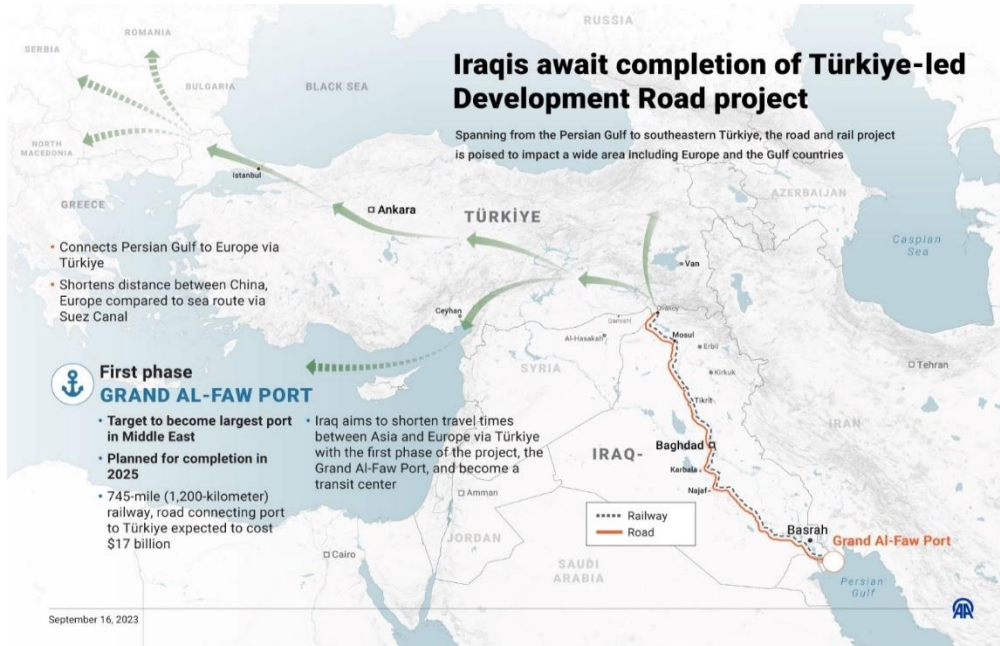 Iraqis await completion of Türkiye-led
Development Road project
Spanning from the Persian Gulf to southeastern Türkiye, the road and rail project
is poised to impact a wide area including Europe and the Gulf countries
RUSSIA
ROMANIA
SERBIA
BULGARIA
BLACK SEA
NORTH
MACEDONIA
Istanbul
GREECE
Ankara
TÜRKİYE
AZERBAIJAN
Caspian
Sea
Van
Ceyhan
• Connects Persian Gulf to Europe via
Türkiye
• Shortens distance between China,
Europe compared to sea route via
Suez Canal
Al-Hasakah
Mosul
Erbil
Kirkuk
Tikrit
SYRIA
Tehran
IRAN
First phase
GRAND AL-FAW PORT
• Target to become largest port
in Middle East
• Planned for completion in
2025
• 745-mile (1,200-kilometer)
railway, road connecting port
to Türkiye expected to cost
$17 billion
• Iraq aims to shorten travel times
between Asia and Europe via Türkiye
with the first phase of the project, the
Grand Al-Faw Port, and become a
transit center
IRAQ-
Baghdad
Karbala
Najaf
Amman
JORDAN
Cairo
SAUDI
ARABIA
Railway
Road
Basrah
Grand Al-Faw Port
Persian
Gulf
September 16, 2023
AA